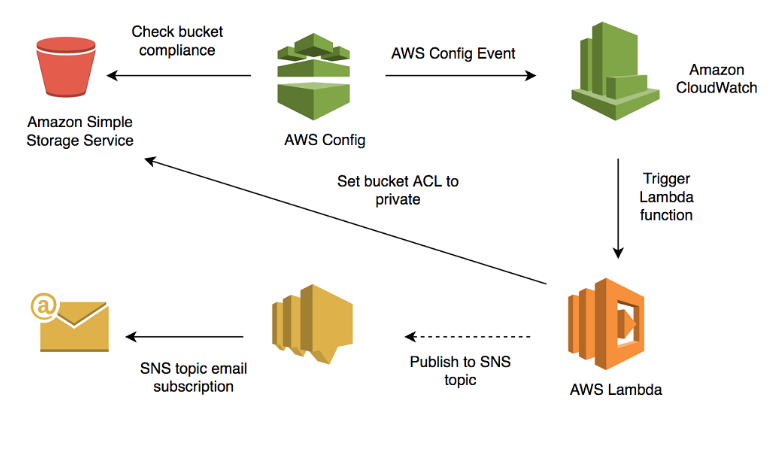 Check bucket
compliance
AWS Config Event
Amazon
CloudWatch
Amazon Simple
Storage Service
AWS Config
Set bucket ACL to
private
Trigger
Lambda
function
@
SNS topic email
subscription
Publish to SNS
topic
AWS Lambda